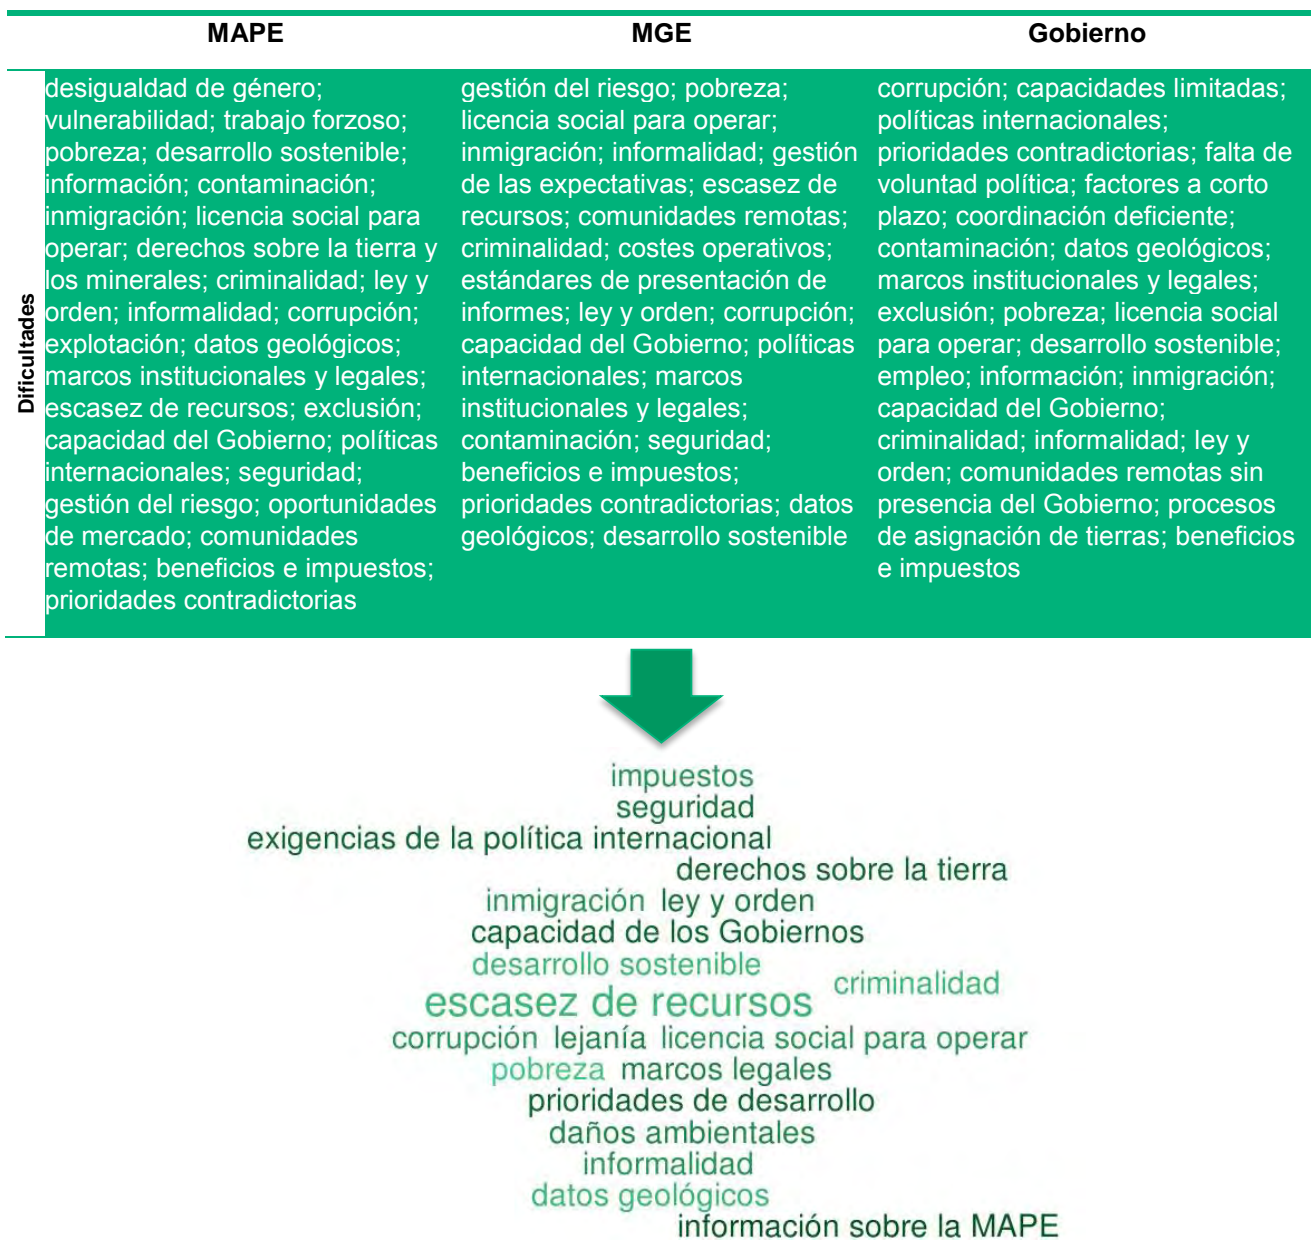 MAPE
MGE
Gobierno
Dificultades
desigualdad de género;
vulnerabilidad; trabajo forzoso;
pobreza; desarrollo sostenible;
información; contaminación;
inmigración; licencia social para
operar; derechos sobre la tierra y
los minerales; criminalidad; ley y
orden; informalidad; corrupción;
explotación; datos geológicos;
marcos institucionales y legales;
escasez de recursos; exclusión;
capacidad del Gobierno; políticas
internacionales; seguridad;
gestión del riesgo; oportunidades
de mercado; comunidades
remotas; beneficios e impuestos;
prioridades contradictorias
gestión del riesgo; pobreza;
licencia social para operar;
inmigración; informalidad; gestión
de las expectativas; escasez de
recursos; comunidades remotas;
criminalidad; costes operativos;
estándares de presentación de
informes; ley y orden; corrupción;
capacidad del Gobierno; políticas
internacionales; marcos
institucionales y legales;
contaminación; seguridad;
beneficios e impuestos;
prioridades contradictorias; datos
geológicos; desarrollo sostenible
corrupción; capacidades limitadas;
políticas internacionales;
prioridades contradictorias; falta de
voluntad política; factores a corto
plazo; coordinación deficiente;
contaminación; datos geológicos;
marcos institucionales y legales;
exclusión; pobreza; licencia social
para operar; desarrollo sostenible;
empleo; información; inmigración;
capacidad del Gobierno;
criminalidad; informalidad; ley y
orden; comunidades remotas sin
presencia del Gobierno; procesos
de asignación de tierras; beneficios
e impuestos
impuestos
seguridad
exigencias de la política internacional
derechos sobre la tierra
inmigración ley y orden
capacidad de los Gobiernos
desarrollo sostenible
criminalidad
escasez de recursos
corrupción lejanía licencia social para operar
pobreza marcos legales
prioridades de desarrollo
daños ambientales
informalidad
datos geológicos
información sobre la MAPE